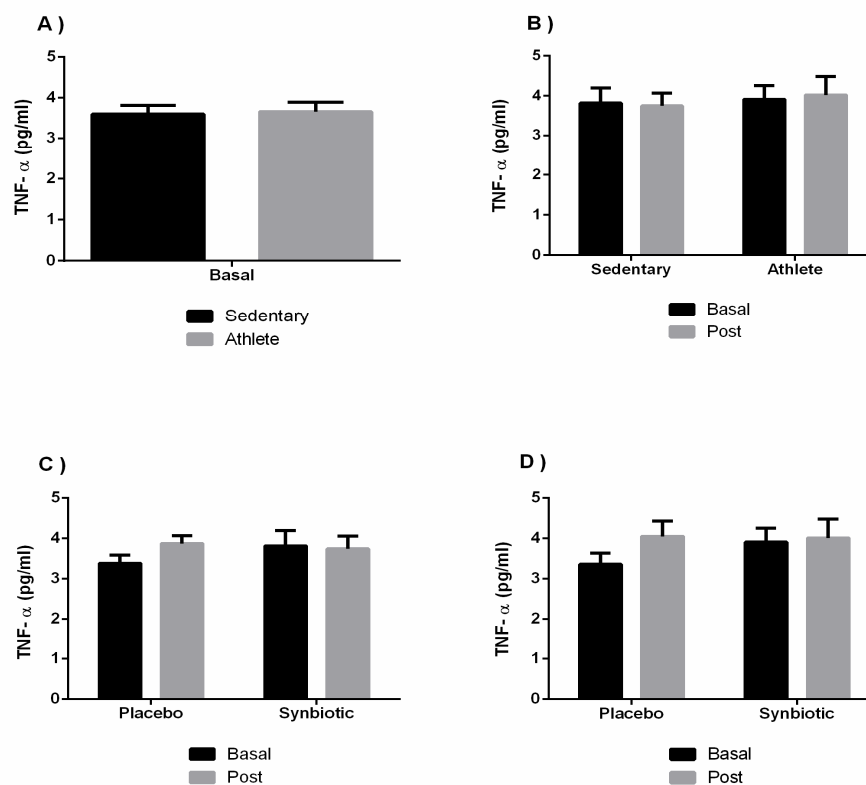 A )
TNF- α (pg/ml)
5
4
3
2
1
0
Basal
Sedentary
Athlete
B )
TNF- α (pg/ml)
5
4
3
2
1
0
Sedentary Athlete
Basal
Post
C )
TNF- α (pg/ml)
5
4
3
2
1
0
Placebo Synbiotic
Basal
Post
D )
TNF- α (pg/ml)
5
4
3
2
1
0
Placebo Synbiotic
Basal
Post